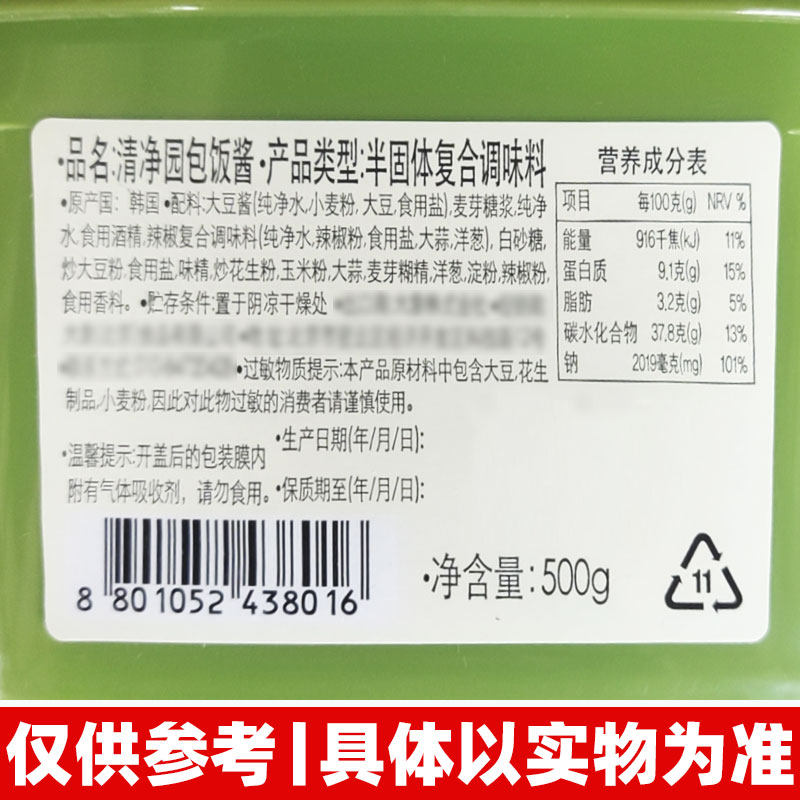 •品名:清净园包饭酱•产品类型:半固体复合调味料
•原产国: 韩国 •配料:大豆酱(纯净水,小麦粉, 大豆,食用盐),麦芽糖浆,纯净
水,食用酒精,辣椒复合调味料(纯净水,辣椒粉,食用盐,大蒜,洋葱), 白砂糖,
炒大豆粉,食用盐,味精,炒花生粉,玉米粉,大蒜,麦芽糊精,洋葱,淀粉,辣椒粉,
食用香料。•贮存条件:置于阴凉干燥处
•过敏物质提示:本产品原材料中包含大豆,花生
制品,小麦粉,因此对此物过敏的消费者请谨慎使用。
•温馨提示:开盖后的包装膜内
附有气体吸收剂, 请勿食用。
•生产日期(年/月/日):
•保质期至(年/月/日):
营养成分表
项目 每100克(g) NRV %
能量 916千焦(kJ) 11%
蛋白质 9.1克(g) 15%
脂肪 3.2克(g) 5%
碳水化合物 37.8克(g) 13%
钠 2019毫克(mg) 101%
8 801052 438016
•净含量: 500g
11
仅供参考|具体以实物为准